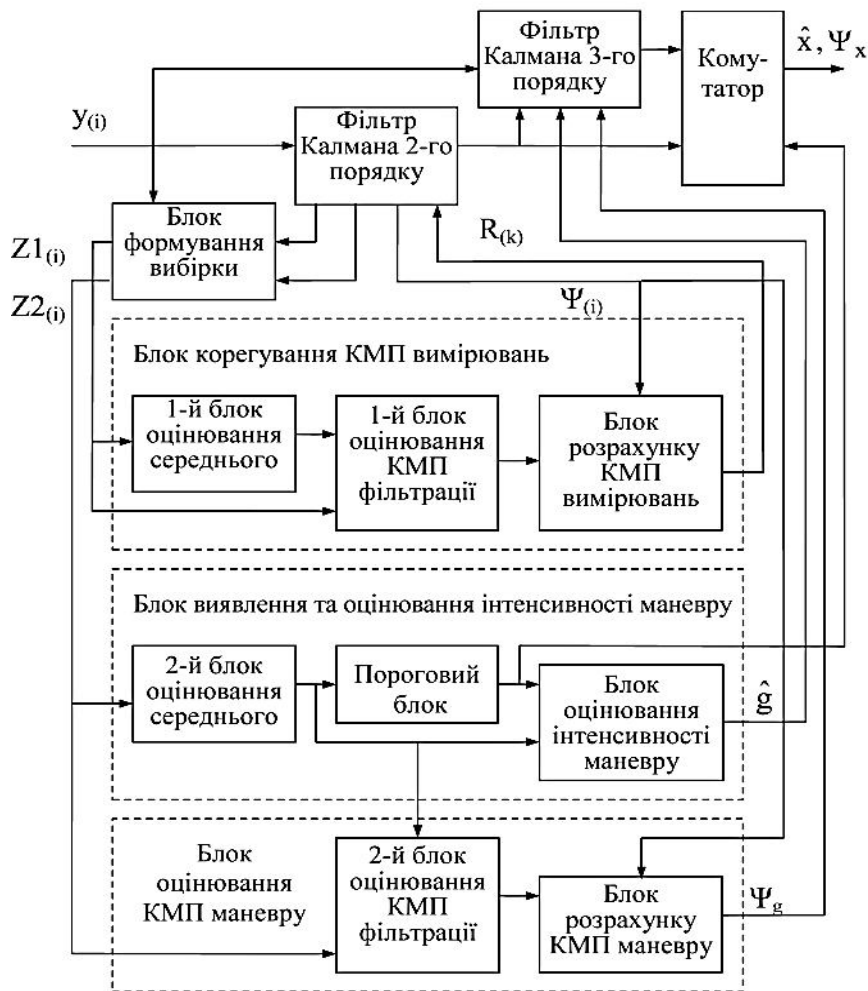 Фільтр
Калмана 3-го
порядку
Кому-
татор
x̂, Ψx
y(i)
Фільтр
Калмана 2-го
порядку
Блок
формування
вибірки
Z1(i)
Z2(i)
R(k)
Ψ(i)
Блок корегування КМП вимірювань
1-й блок
оцінювання
середнього
1-й блок
оцінювання
КМП
фільтрації
Блок
розрахунку
КМП
вимірювань
Блок виявлення та оцінювання інтенсивності маневру
2-й блок
оцінювання
середнього
Пороговий
блок
Блок
оцінювання
інтенсивності
маневру
ĝ
Блок
оцінювання
КМП маневру
2-й блок
оцінювання
КМП
фільтрації
Блок
розрахунку
КМП маневру
Ψg